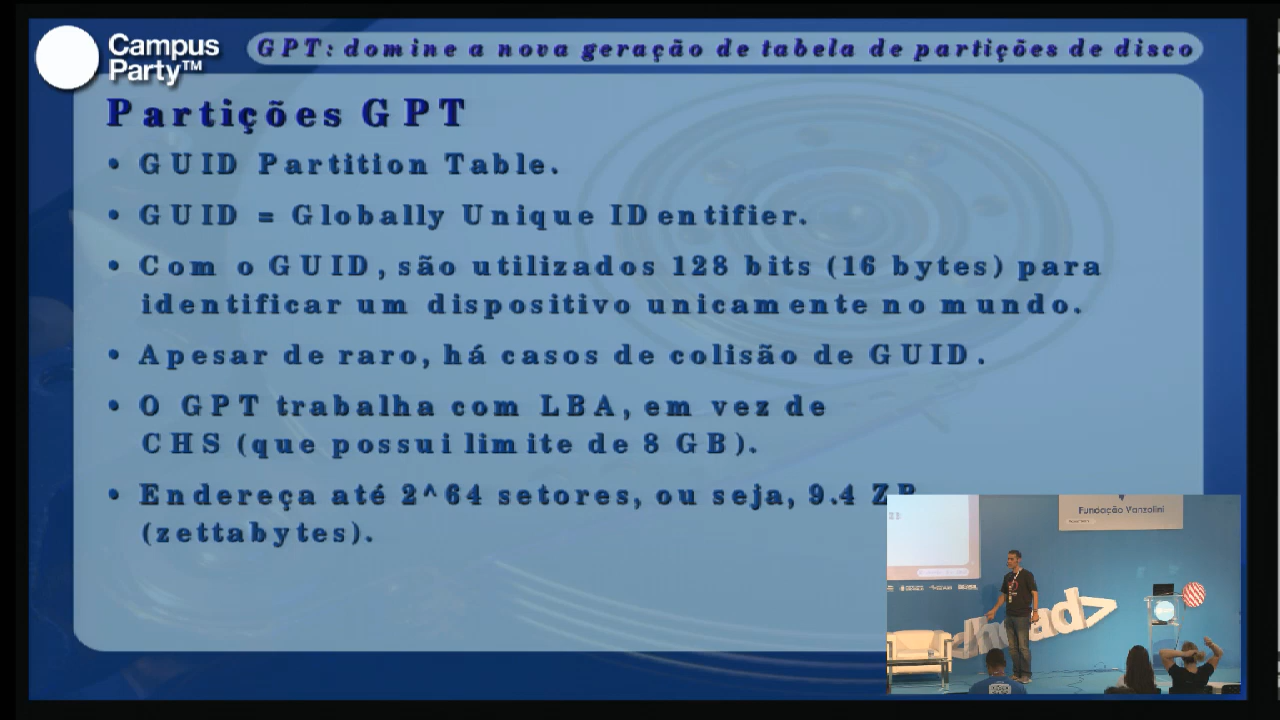 Campus
Party™
GPT: domine a nova geração de tabela de partições de disco
Partições GPT
• GUID Partition Table.
• GUID = Globally Unique IDentifier.
• Com o GUID, são utilizados 128 bits (16 bytes) para
identificar um dispositivo unicamente no mundo.
• Apesar de raro, há casos de colisão de GUID.
• O GPT trabalha com LBA, em vez de
CHS (que possui limite de 8 GB).
• Endereça até 2^64 setores, ou seja, 9.4 ZB
(zettabytes).
Fundação Vanzolini